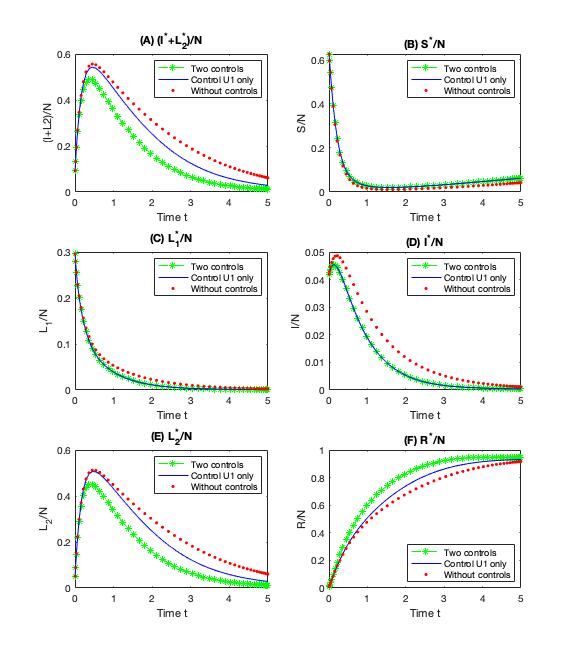 (A) (I*+L2*)/N
0.6
0.4
0.2
0
(I+L2)/N
Two controls
Control U1 only
Without controls
0 1 2 3 4 5
Time t
(B) S*/N
0.6
0.4
0.2
0
S/N
Two controls
Control U1 only
Without controls
0 1 2 3 4 5
Time t
(C) L1*/N
0.3
0.2
0.1
0
L1/N
Two controls
Control U1 only
Without controls
0 1 2 3 4 5
Time t
(D) I*/N
0.05
0.04
0.03
0.02
0.01
0
I/N
Two controls
Control U1 only
Without controls
0 1 2 3 4 5
Time t
(E) L2*/N
0.6
0.4
0.2
0
L2/N
Two controls
Control U1 only
Without controls
0 1 2 3 4 5
Time t
(F) R*/N
1
0.8
0.6
0.4
0.2
0
R/N
Two controls
Control U1 only
Without controls
0 1 2 3 4 5
Time t